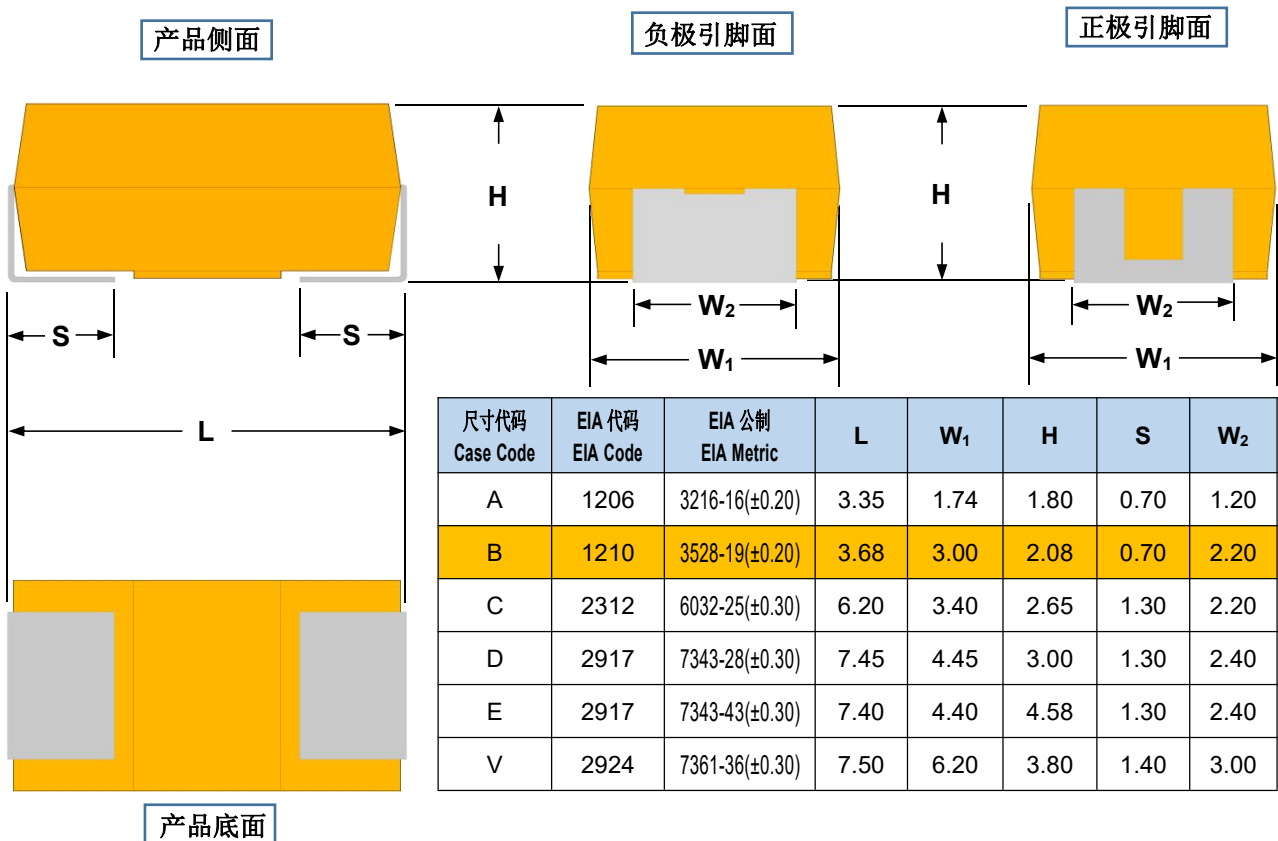 产品侧面
负极引脚面
正极引脚面
H
H
S
S
W₂
W₂
W₁
W₁
L
尺寸代码 EIA 代码 EIA 公制 L W₁ H S W₂
Case Code EIA Code EIA Metric
A 1206 3216-16(±0.20) 3.35 1.74 1.80 0.70 1.20
B 1210 3528-19(±0.20) 3.68 3.00 2.08 0.70 2.20
C 2312 6032-25(±0.30) 6.20 3.40 2.65 1.30 2.20
D 2917 7343-28(±0.30) 7.45 4.45 3.00 1.30 2.40
E 2917 7343-43(±0.30) 7.40 4.40 4.58 1.30 2.40
V 2924 7361-36(±0.30) 7.50 6.20 3.80 1.40 3.00
产品底面